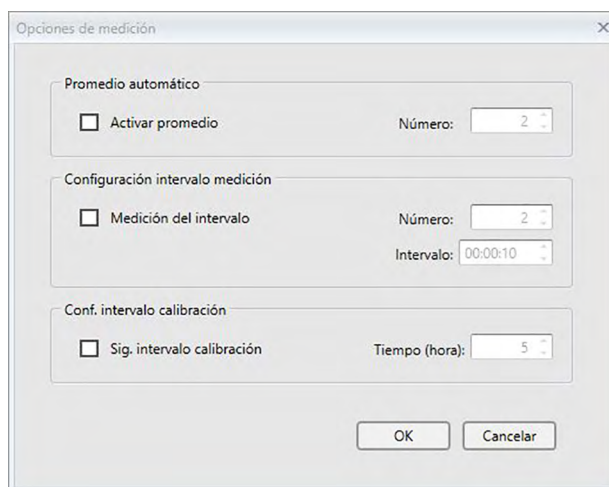 Opciones de medición
Promedio automático
Activar promedio Número: 2
Configuración intervalo medición
Medición del intervalo Número: 2
Intervalo: 00:00:10
Conf. intervalo calibración
Sig. intervalo calibración Tiempo (hora): 5
OK Cancelar